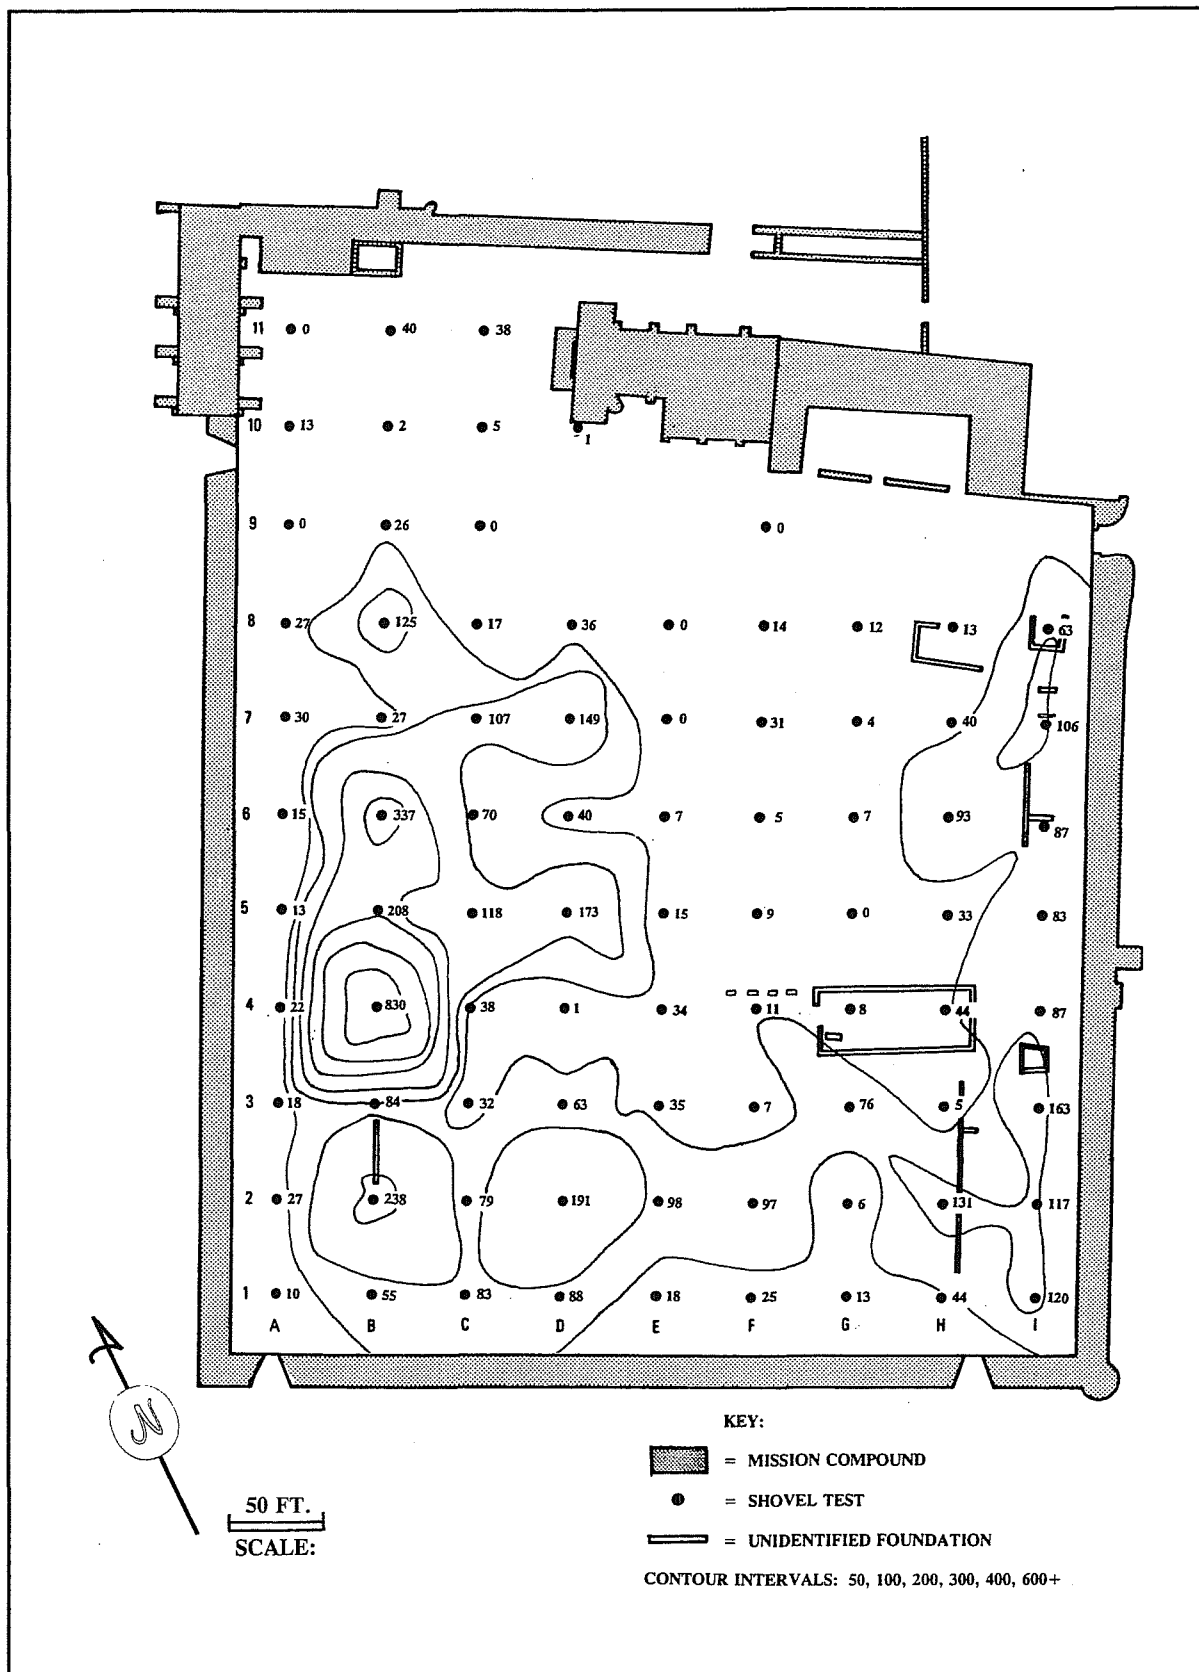 11 0 40 38
10 13 2 5 1
9 0 26 0 0
8 27 125 17 36 0 14 12 13 63
7 30 27 107 149 0 31 4 40 106
6 15 337 70 40 7 5 7 93 87
5 13 208 118 173 15 9 0 33 83
4 22 830 38 1 34 11 8 44 87
3 18 84 32 63 35 7 76 5 163
2 27 238 79 191 98 97 6 131 117
1 10 55 83 88 18 25 13 44 120
A B C D E F G H I
N
50 FT.
SCALE:
KEY:
= MISSION COMPOUND
= SHOVEL TEST
= UNIDENTIFIED FOUNDATION
CONTOUR INTERVALS: 50, 100, 200, 300, 400, 600+